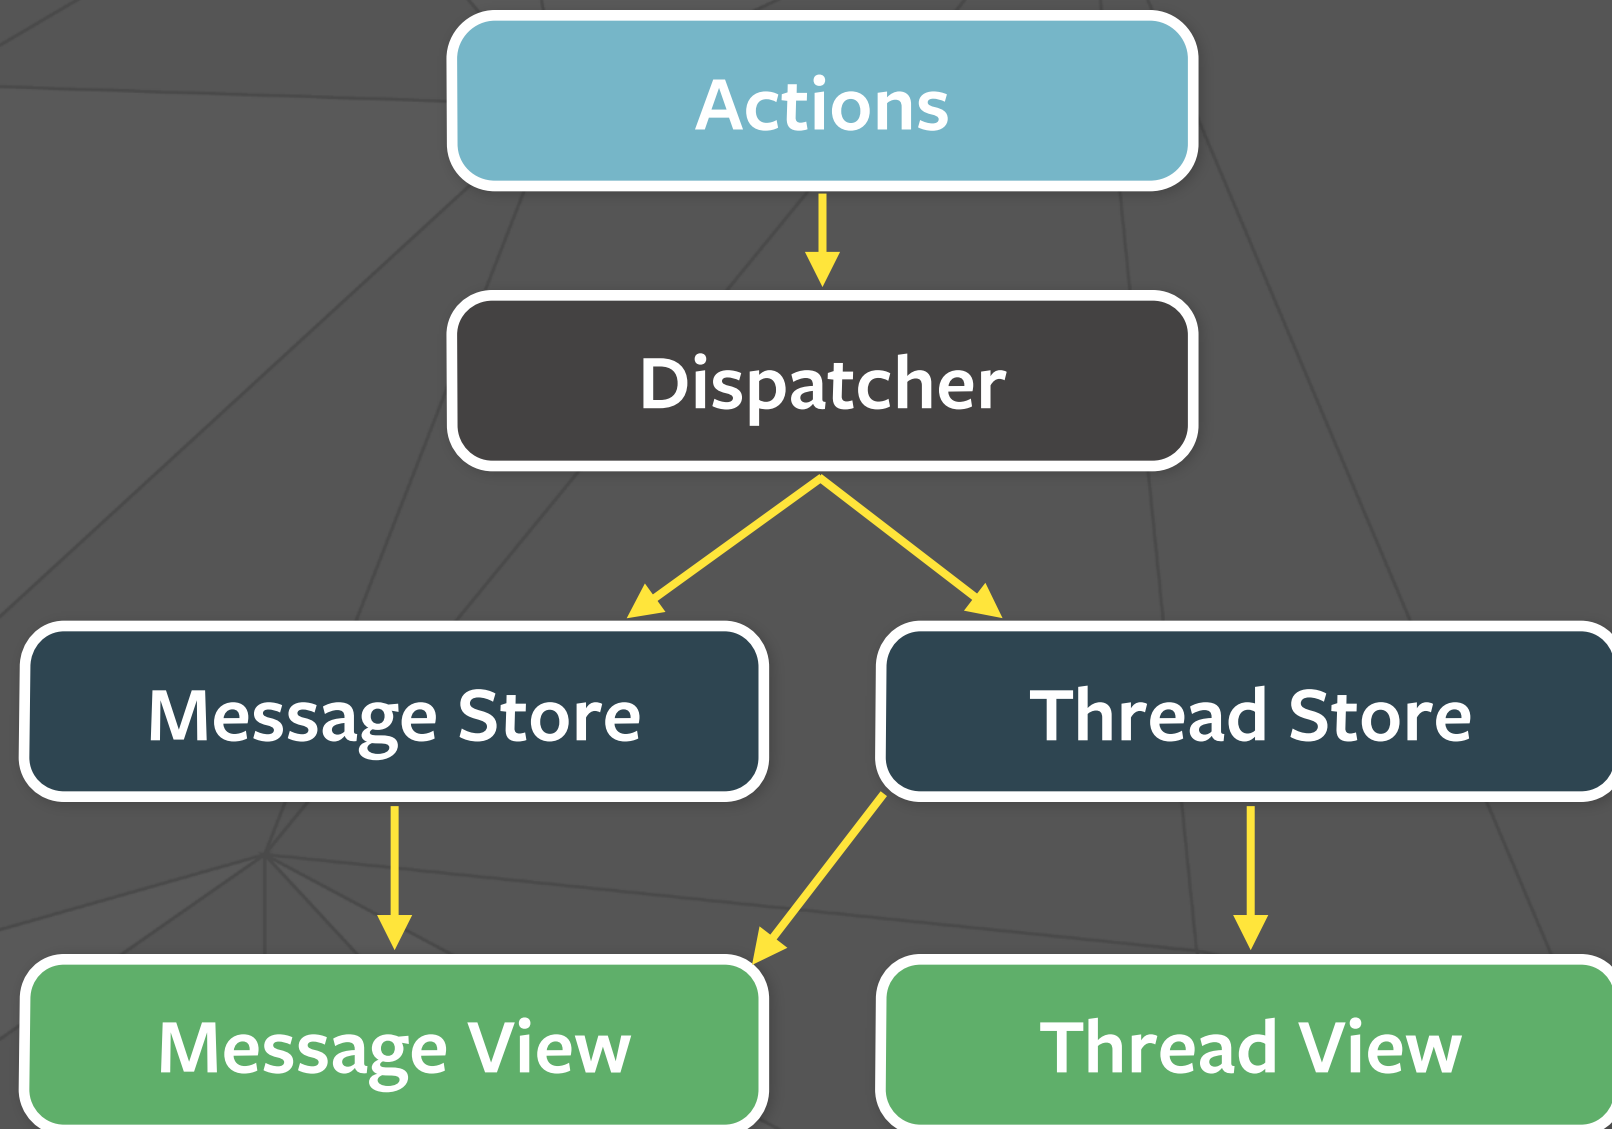 Actions
Dispatcher
Message Store
Thread Store
Message View
Thread View